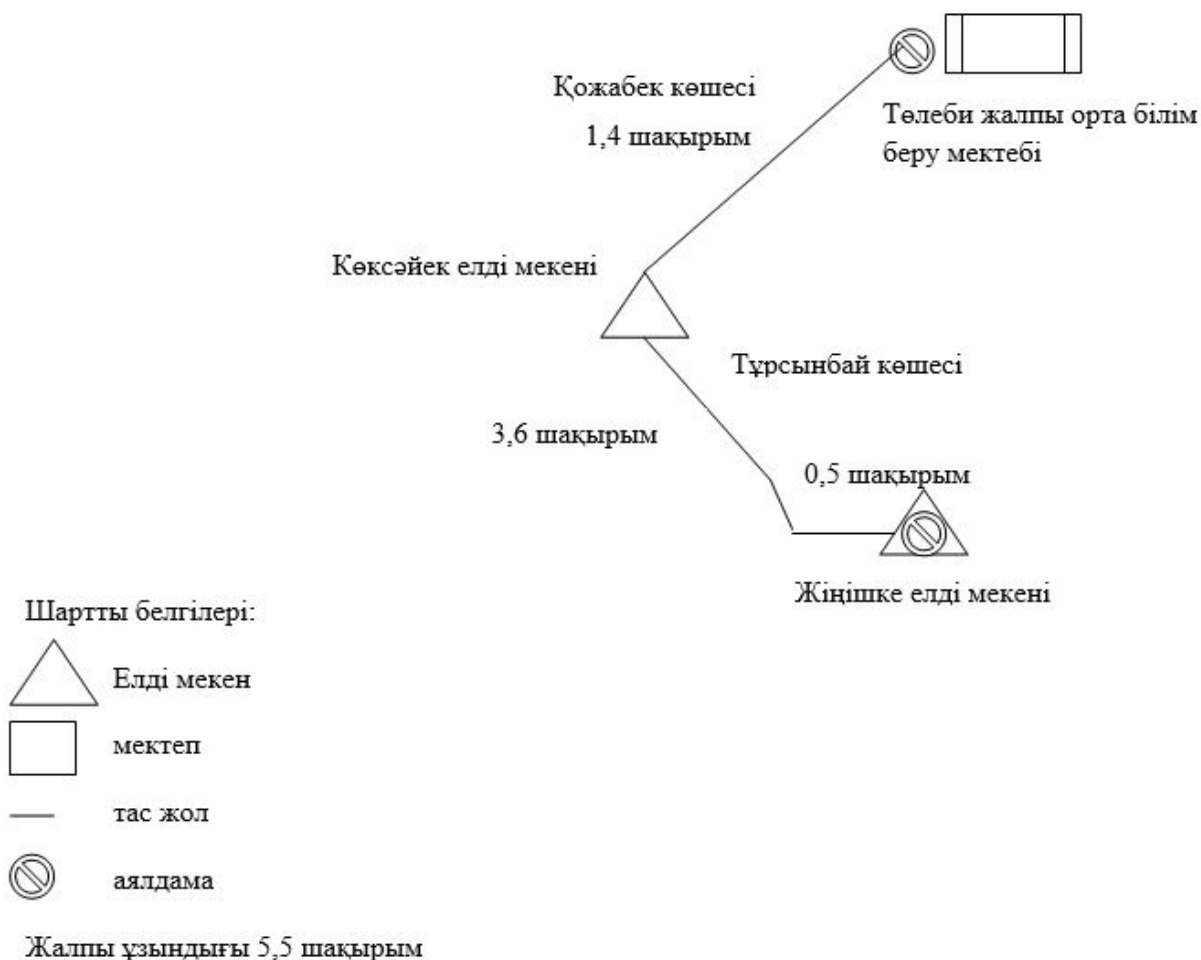 Қожабек көшесі
1,4 шақырым
Төлеби жалпы орта білім
беру мектебі
Көксәйек елді мекені
Тұрсынбай көшесі
3,6 шақырым
0,5 шақырым
Жіңішке елді мекені
Шартты белгілері:
Елді мекен
мектеп
тас жол
аялдама
Жалпы ұзындығы 5,5 шақырым